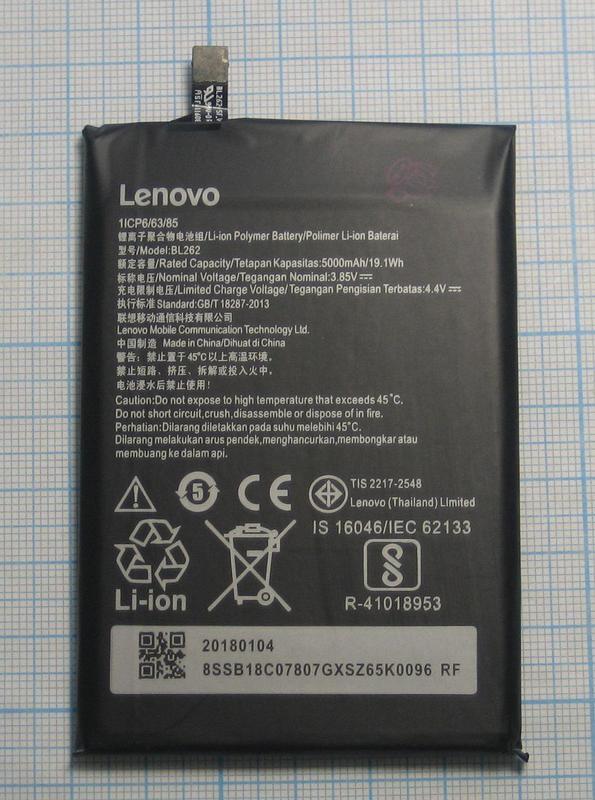 Lenovo
1ICP6/63/85
锂离子聚合物电池组/Li-ion Polymer Battery/Polimer Li-ion Baterai
型号/Model:BL262
额定容量/Rated Capacity/Tetapan Kapasitas:5000mAh/19.1Wh
标称电压/Nominal Voltage/Tegangan Nominal:3.85V⎓
充电限制电压/Limited Charge Voltage/Tegangan Pengisian Terbatas:4.4V⎓
执行标准Standard:GB/T 18287-2013
联想移动通信科技有限公司
Lenovo Mobile Communication Technology Ltd.
中国制造 Made in China/Dihuat di China
警告：禁止置于45°C以上高温环境。
禁止短路、挤压、拆解或投入火中。
电池浸水后禁止使用！
Caution:Do not expose to high temperature that exceeds 45°C.
Do not short circuit,crush,disassemble or dispose of in fire.
Perhatian:Dilarang diletakkan pada suhu melebihi 45°C.
Dilarang melakukan arus pendek,menghancurkan,membongkar atau
membuang ke dalam api.
5
CE
TIS 2217-2548
Lenovo (Thailand) Limited
IS 16046/IEC 62133
Li-ion
R-41018953
20180104
8SSB18C07807GXSZ65K0096 RF